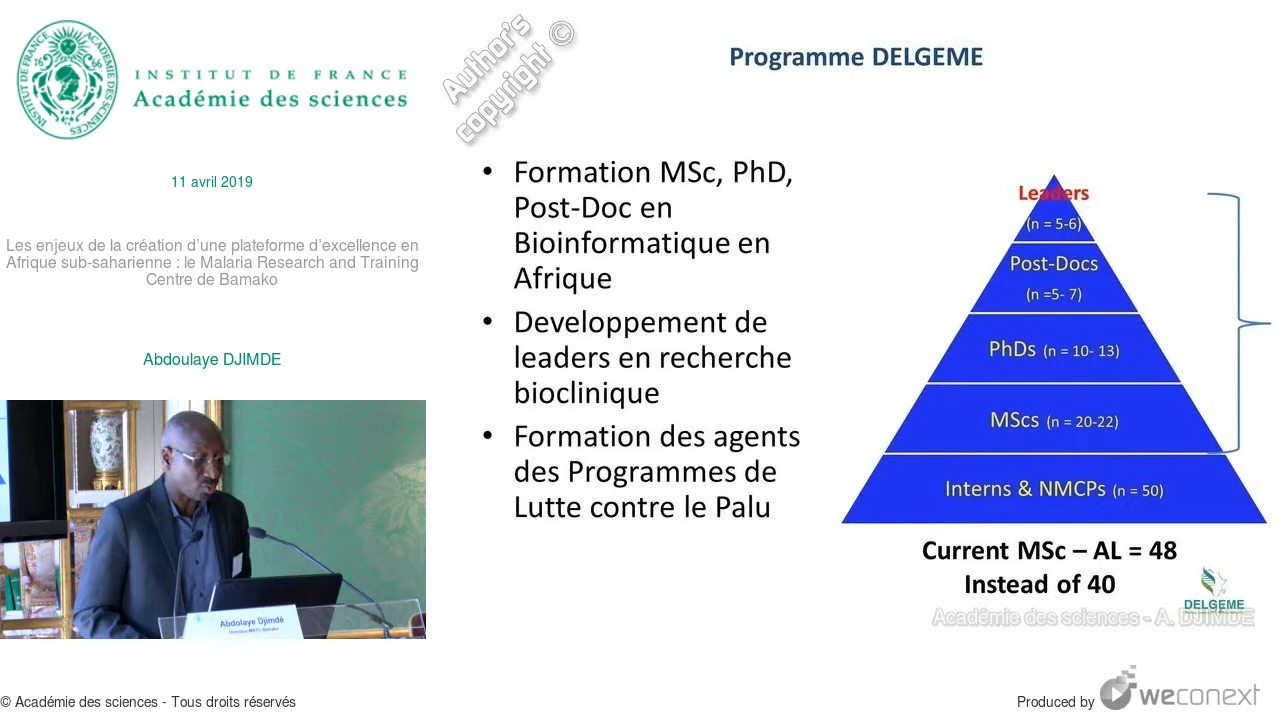 INSTITUT DE FRANCE
Académie des sciences
11 avril 2019
Les enjeux de la création d'une plateforme d'excellence en
Afrique sub-saharienne : le Malaria Research and Training
Centre de Bamako
Abdoulaye DJIMDE
Abdolaye Djimdé
Author's
copyright ©
Programme DELGEME
• Formation MSc, PhD,
Post-Doc en
Bioinformatique en
Afrique
• Developpement de
leaders en recherche
bioclinique
• Formation des agents
des Programmes de
Lutte contre le Palu
Leaders
(n = 5-6)
Post-Docs
(n =5- 7)
PhDs (n = 10- 13)
MScs (n = 20-22)
Interns & NMCPs (n = 50)
Current MSc – AL = 48
Instead of 40
DELGEME
Académie des sciences - A. DJIMDE
© Académie des sciences - Tous droits réservés
Produced by weconext